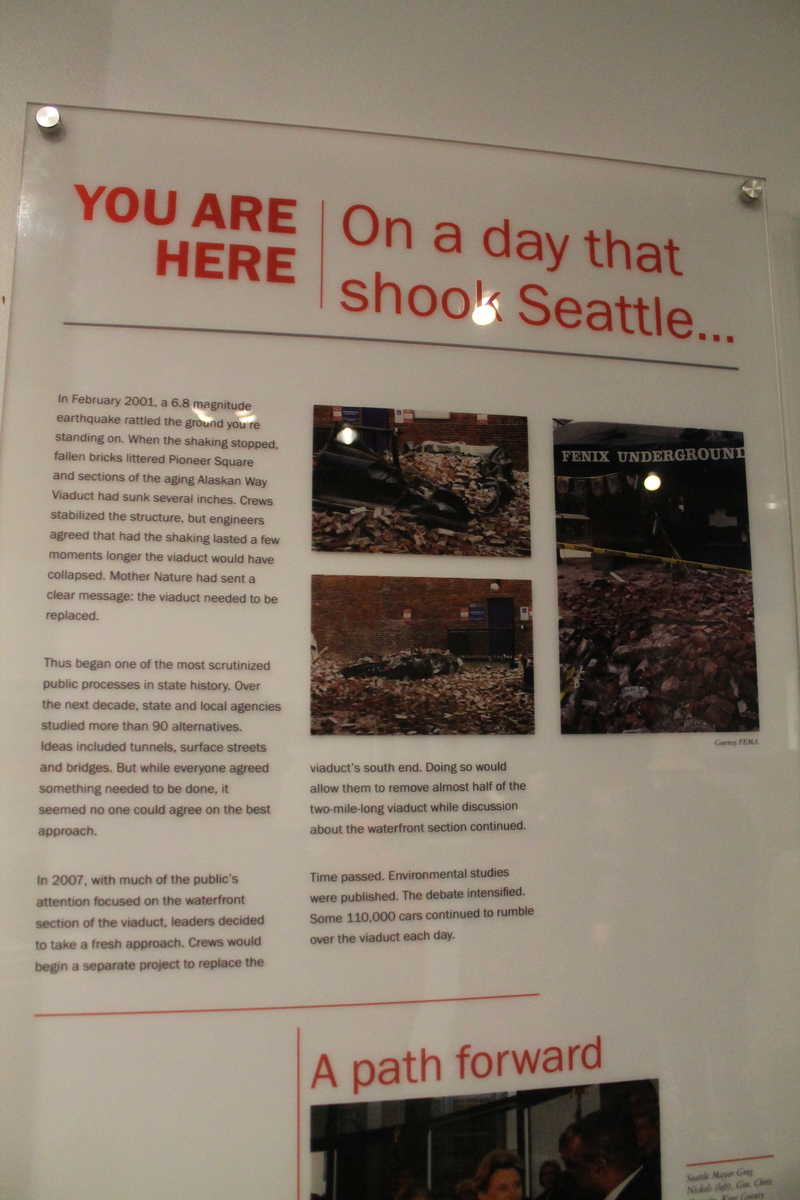 YOU ARE
HERE
On a day that
shook Seattle...
In February 2001, a 6.8 magnitude
earthquake rattled the ground you're
standing on. When the shaking stopped,
fallen bricks littered Pioneer Square
and sections of the aging Alaskan Way
Viaduct had sunk several inches. Crews
stabilized the structure, but engineers
agreed that had the shaking lasted a few
moments longer the viaduct would have
collapsed. Mother Nature had sent a
clear message: the viaduct needed to be
replaced.
Thus began one of the most scrutinized
public processes in state history. Over
the next decade, state and local agencies
studied more than 90 alternatives.
Ideas included tunnels, surface streets
and bridges. But while everyone agreed
something needed to be done, it
seemed no one could agree on the best
approach.
In 2007, with much of the public's
attention focused on the waterfront
section of the viaduct, leaders decided
to take a fresh approach. Crews would
begin a separate project to replace the
FENIX UNDERGROUND
Courtesy FEMA.
viaduct's south end. Doing so would
allow them to remove almost half of the
two-mile-long viaduct while discussion
about the waterfront section continued.
Time passed. Environmental studies
were published. The debate intensified.
Some 110,000 cars continued to rumble
over the viaduct each day.
A path forward
Seattle Mayor Greg
Nickels (left), Gov. Chris
King County